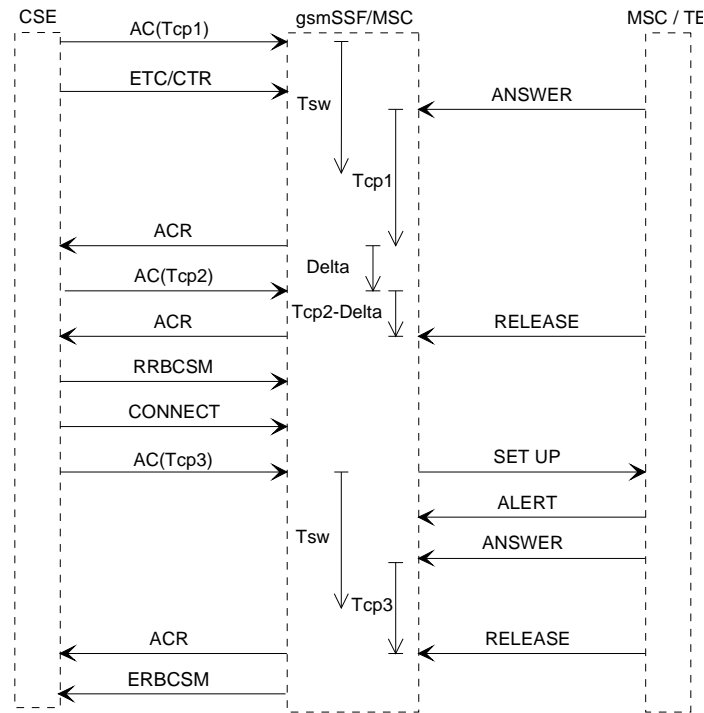 CSE
gsmSSF/MSC
MSC / TE
AC(Tcp1)
ETC/CTR
Tsw
ANSWER
Tcp1
ACR
Delta
AC(Tcp2)
Tcp2-Delta
ACR
RELEASE
RRBCSM
CONNECT
AC(Tcp3)
SET UP
ALERT
Tsw
ANSWER
Tcp3
ACR
RELEASE
ERBCSM